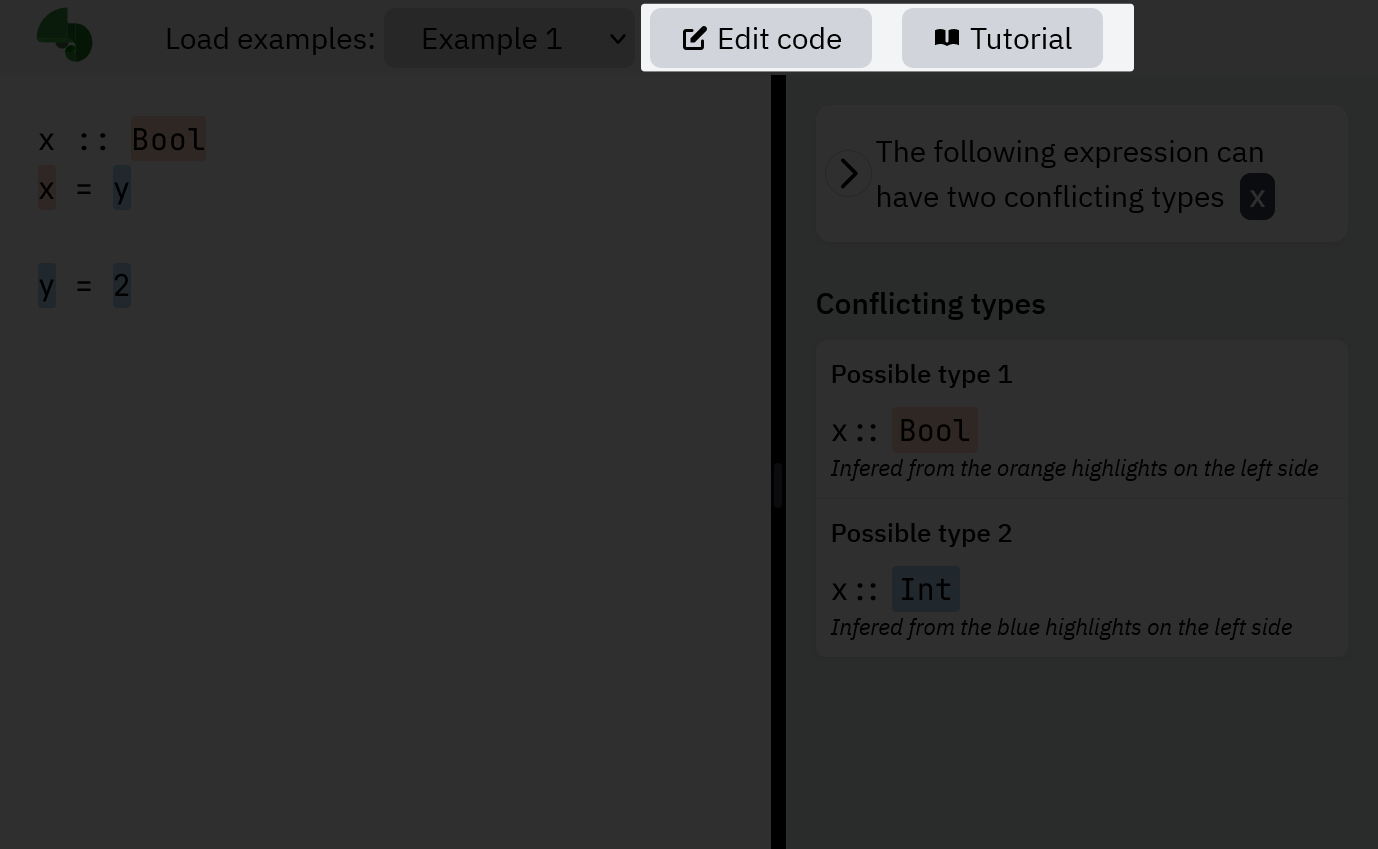 Load examples: Example 1 Edit code Tutorial
x :: Bool
x = y
y = 2
The following expression can
have two conflicting types x
Conflicting types
Possible type 1
x :: Bool
Infered from the orange highlights on the left side
Possible type 2
x :: Int
Infered from the blue highlights on the left side